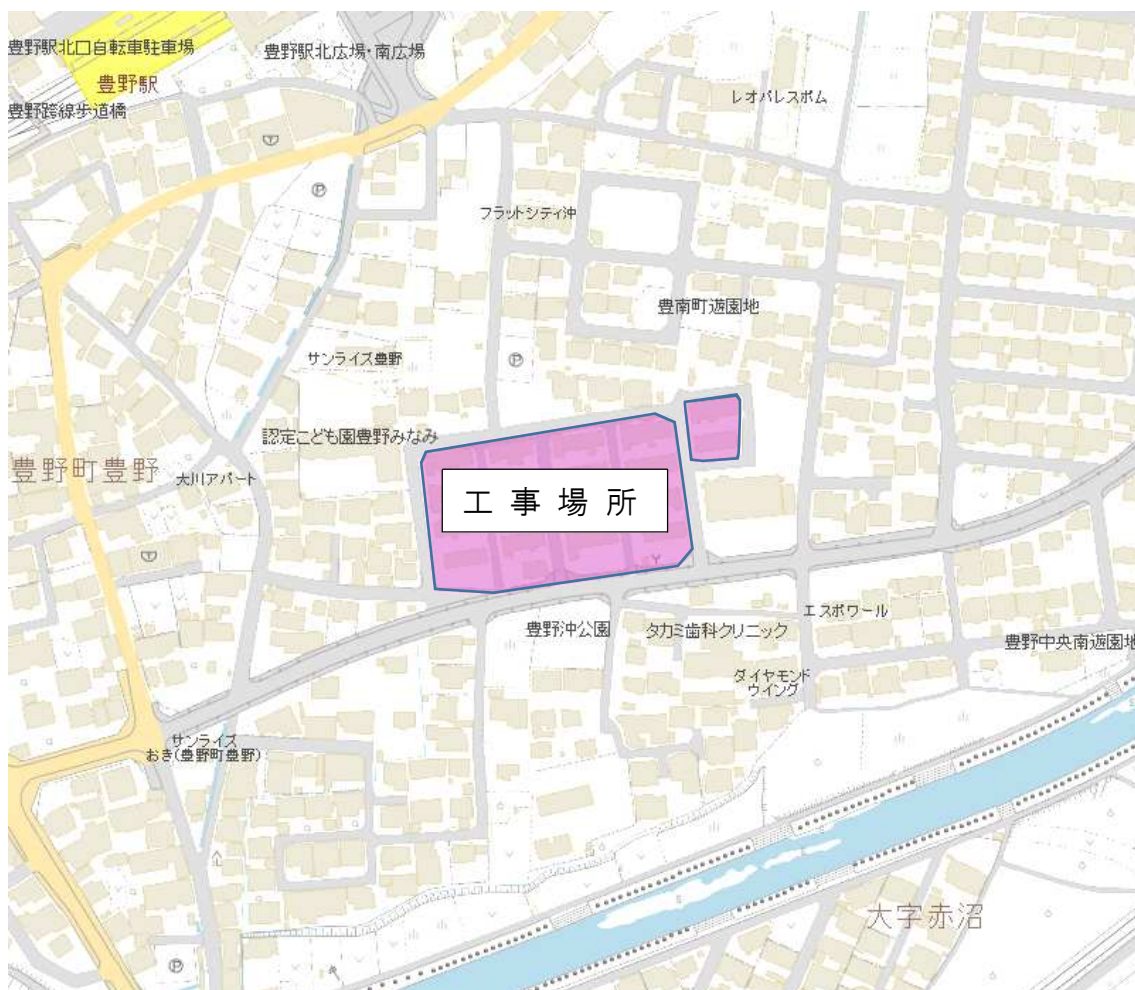 豊野駅北口自転車駐車場
豊野駅北広場・南広場
豊野駅
豊野跨線歩道橋
レオパレスポム
フラットシティ沖
豊南町遊園地
サンライズ豊野
認定こども園豊野みなみ
豊野町豊野
大川アパート
工事場所
エスポワール
豊野沖公園
タカミ歯科クリニック
豊野中央南遊園地
ダイヤモンド
ウイング
サンライズ
おき(豊野町豊野)
大字赤沼